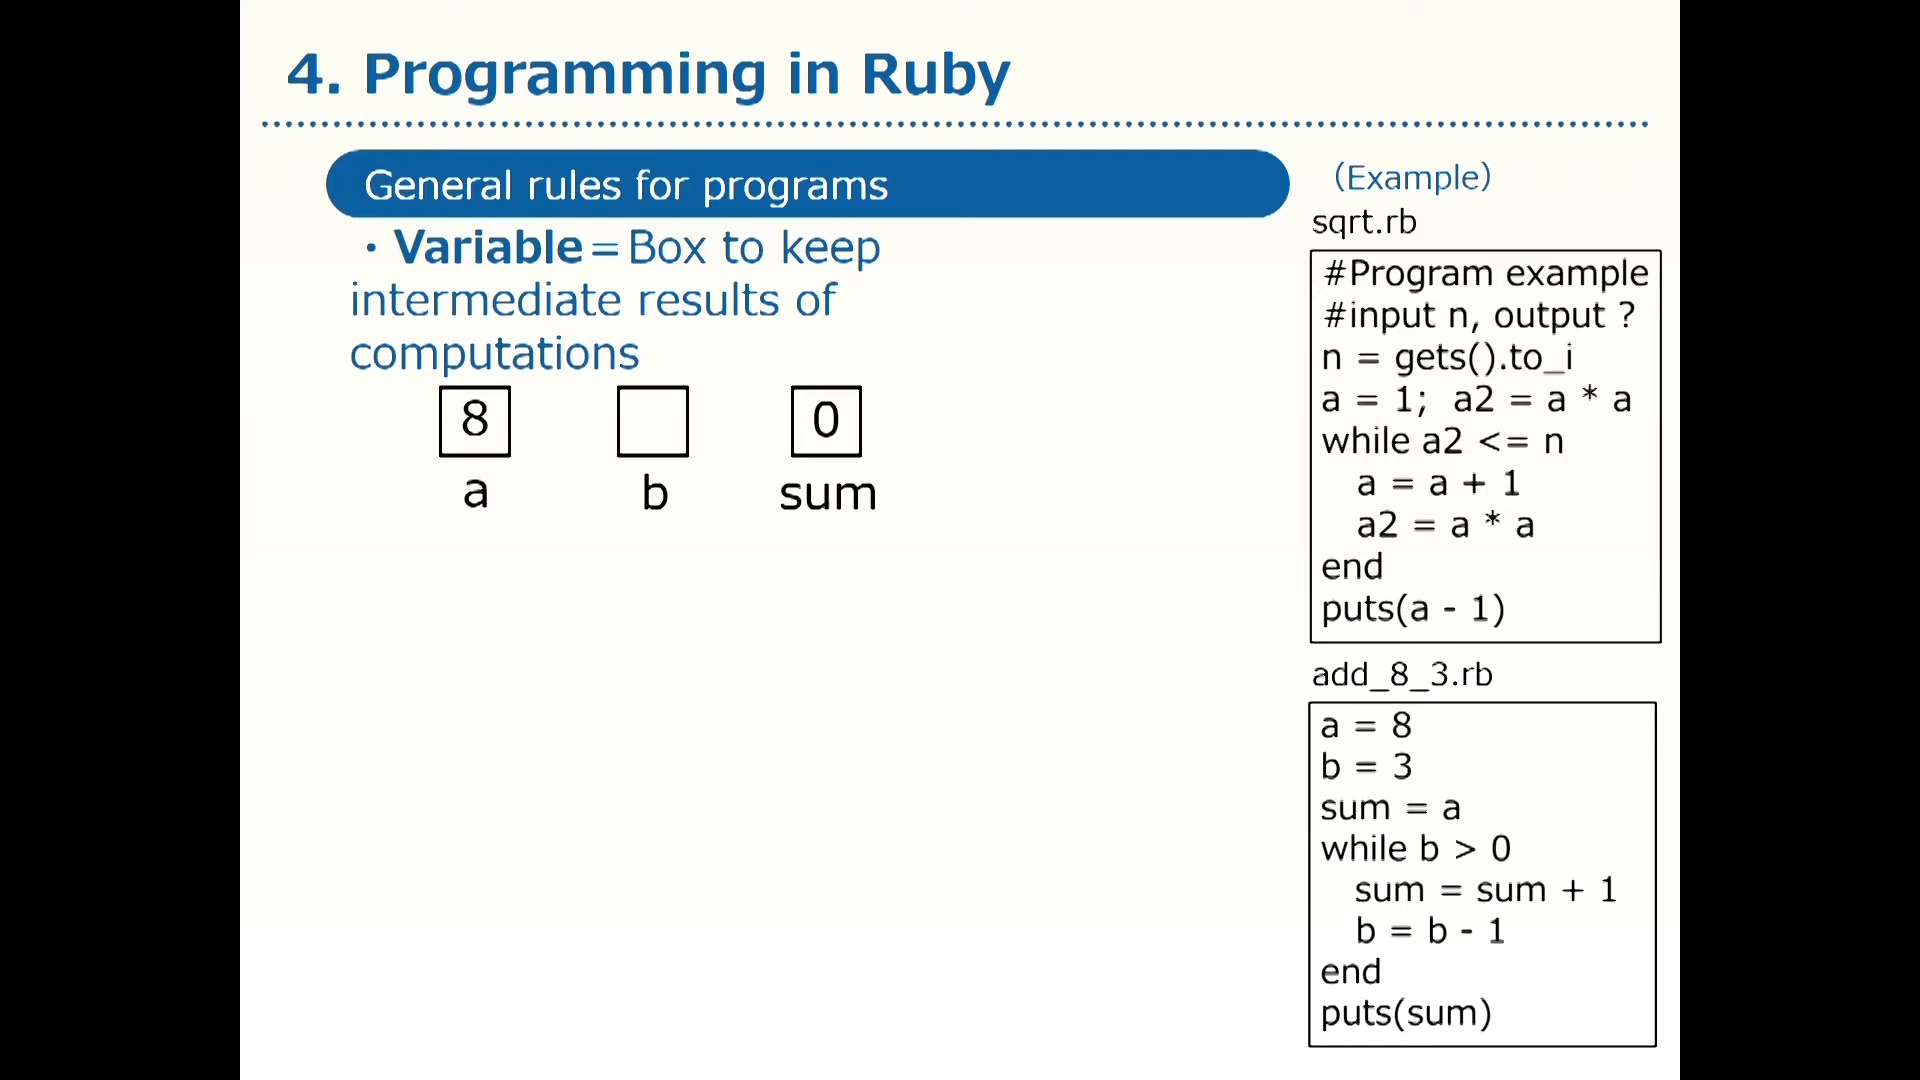 4. Programming in Ruby
General rules for programs
・Variable＝Box to keep
intermediate results of
computations
8
0
a
b
sum
（Example）
sqrt.rb
#Program example
#input n, output ?
n = gets().to_i
a = 1;  a2 = a * a
while a2 <= n
a = a + 1
a2 = a * a
end
puts(a - 1)
add_8_3.rb
a = 8
b = 3
sum = a
while b > 0
sum = sum + 1
b = b - 1
end
puts(sum)